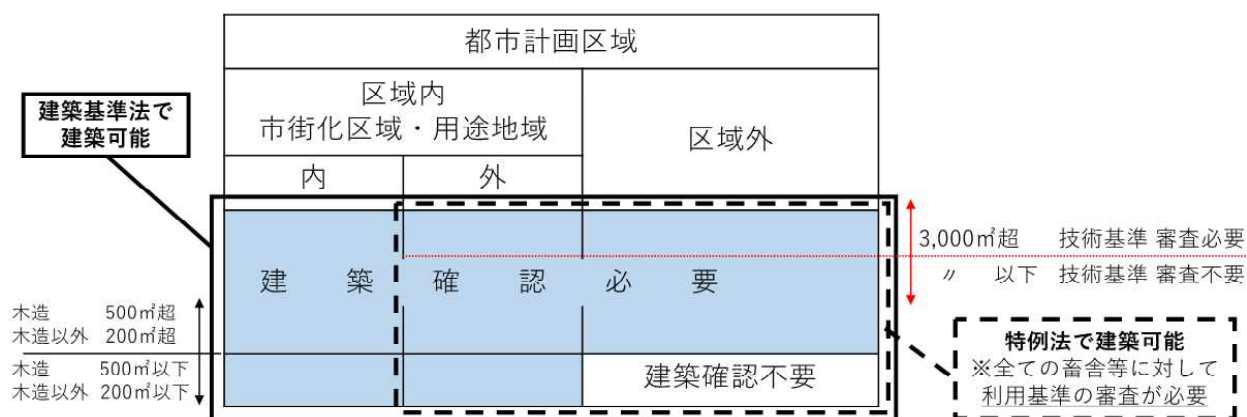 都市計画区域
建築基準法で
建築可能
区域内
市街化区域・用途地域
区域外
内
外
3,000㎡超 技術基準 審査必要
〃 以下 技術基準 審査不要
建築確認必要
木造 500㎡超
木造以外 200㎡超
木造 500㎡以下
木造以外 200㎡以下
建築確認不要
特例法で建築可能
※全ての畜舎等に対して
利用基準の審査が必要